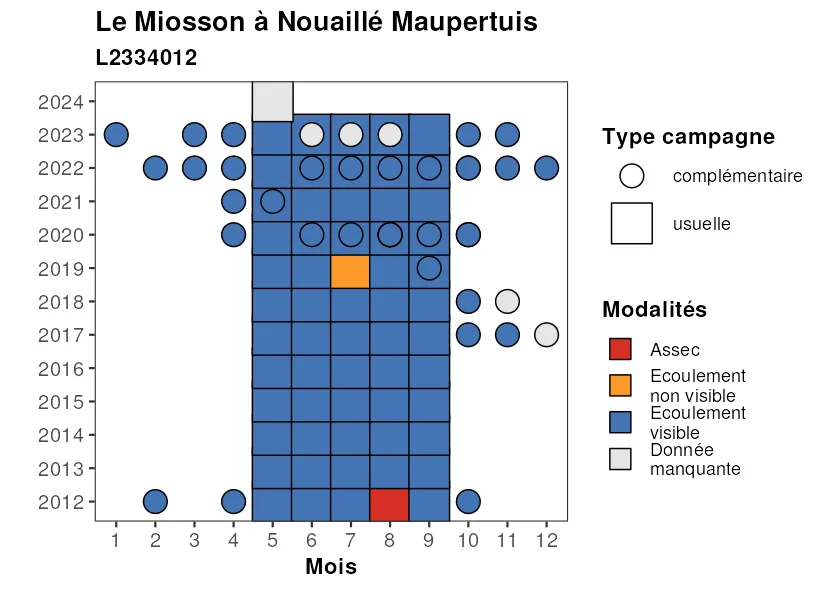 Le Miosson à Nouaillé Maupertuis
L2334012
2024
2023
2022
2021
2020
2019
2018
2017
2016
2015
2014
2013
2012
1 2 3 4 5 6 7 8 9 10 11 12
Mois
Type campagne
complémentaire
usuelle
Modalités
Assec
Ecoulement
non visible
Ecoulement
visible
Donnée
manquante